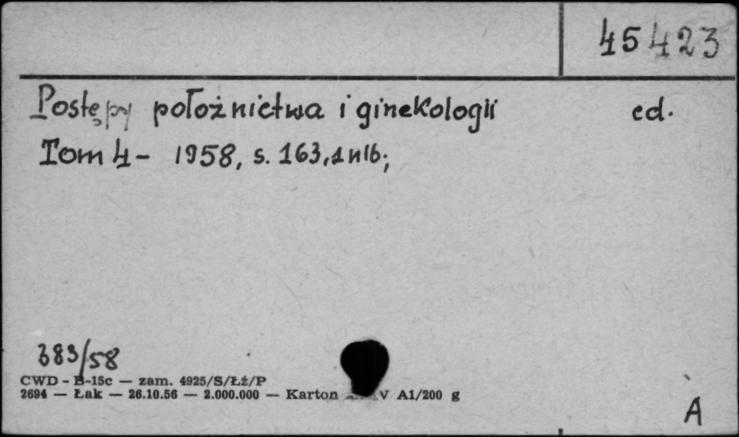 45423
Postępy położnictwa i ginekologii cd.
Tom 4 - 1958, s. 163, 1 nlb;
383/58
CWD - B-15c — zam. 4925/S/Łż/P
2694 — Łak — 26.10.56 — 2.000.000 — Karton V A1/200 g
A